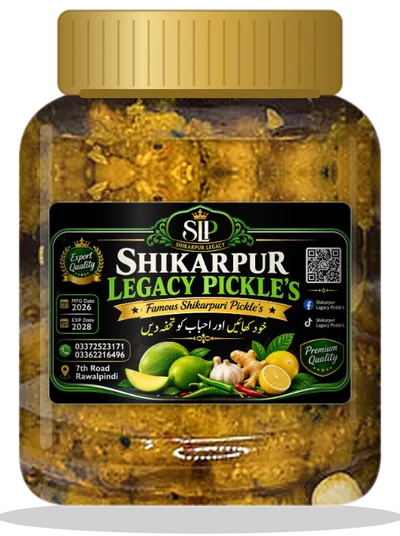 SLP
SHIKARPUR LEGACY
SHIKARPUR
LEGACY PICKLE'S
Famous Shikarpuri Pickle's
خود کھائیں اور احباب کو تحفہ دیں
Export
Quality
MFG Date
2026
EXP Date
2028
03372523171
03362216496
7th Road
Rawalpindi
Shikarpur
Legacy Pickle's
Shikarpur
Legacy Pickle's
Premium
Quality